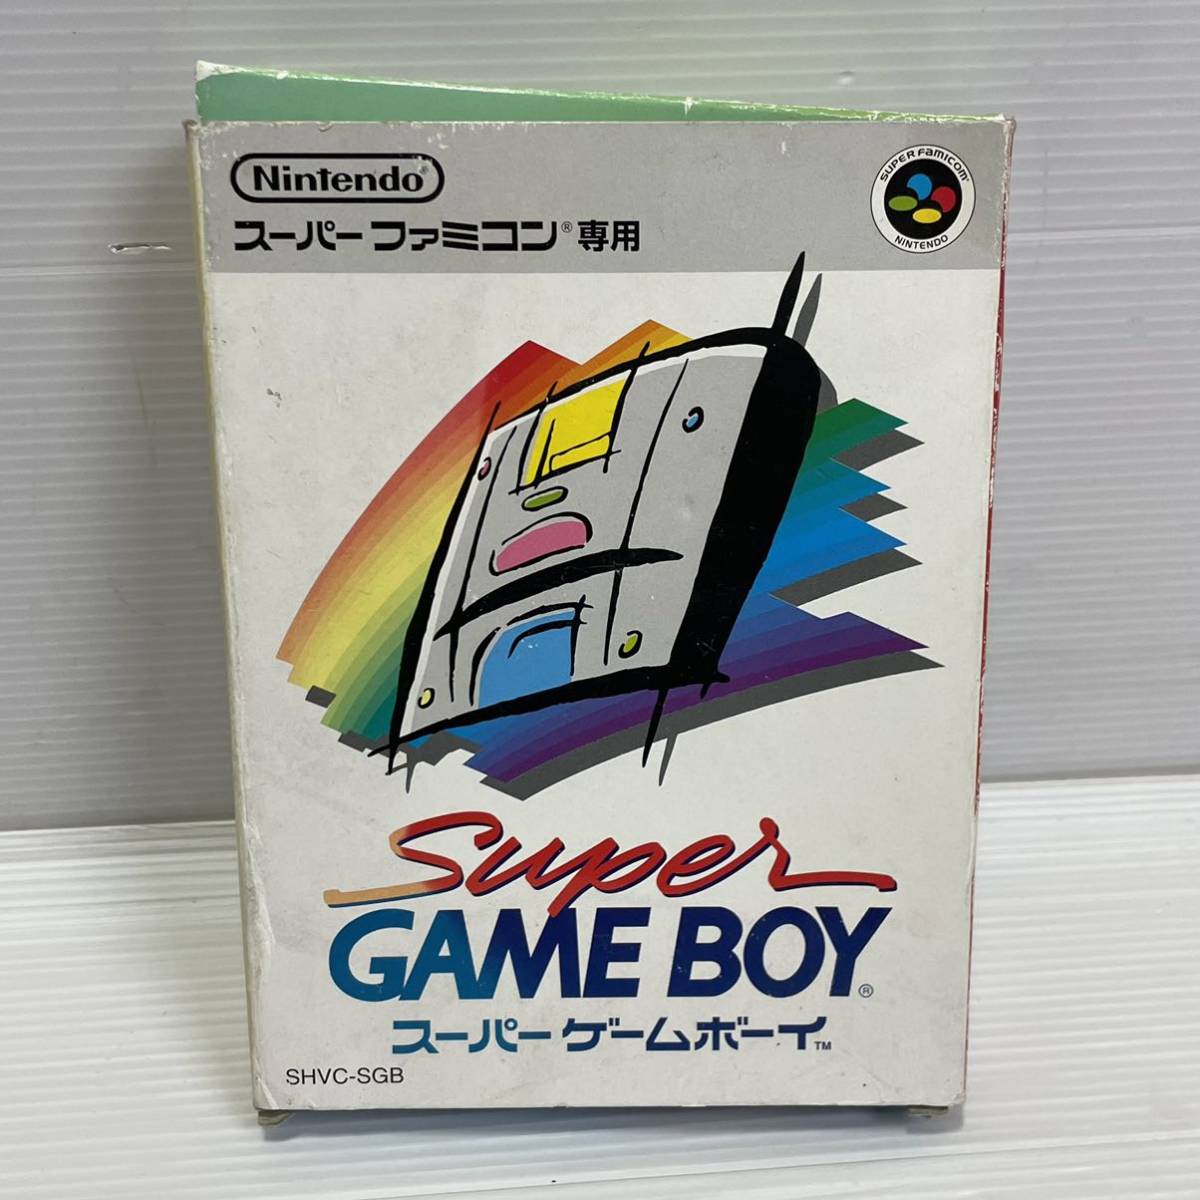 Nintendo®
スーパーファミコン®専用
SUPER FAMICOM
NINTENDO
Super
GAME BOY®
スーパーゲームボーイ™
SHVC-SGB